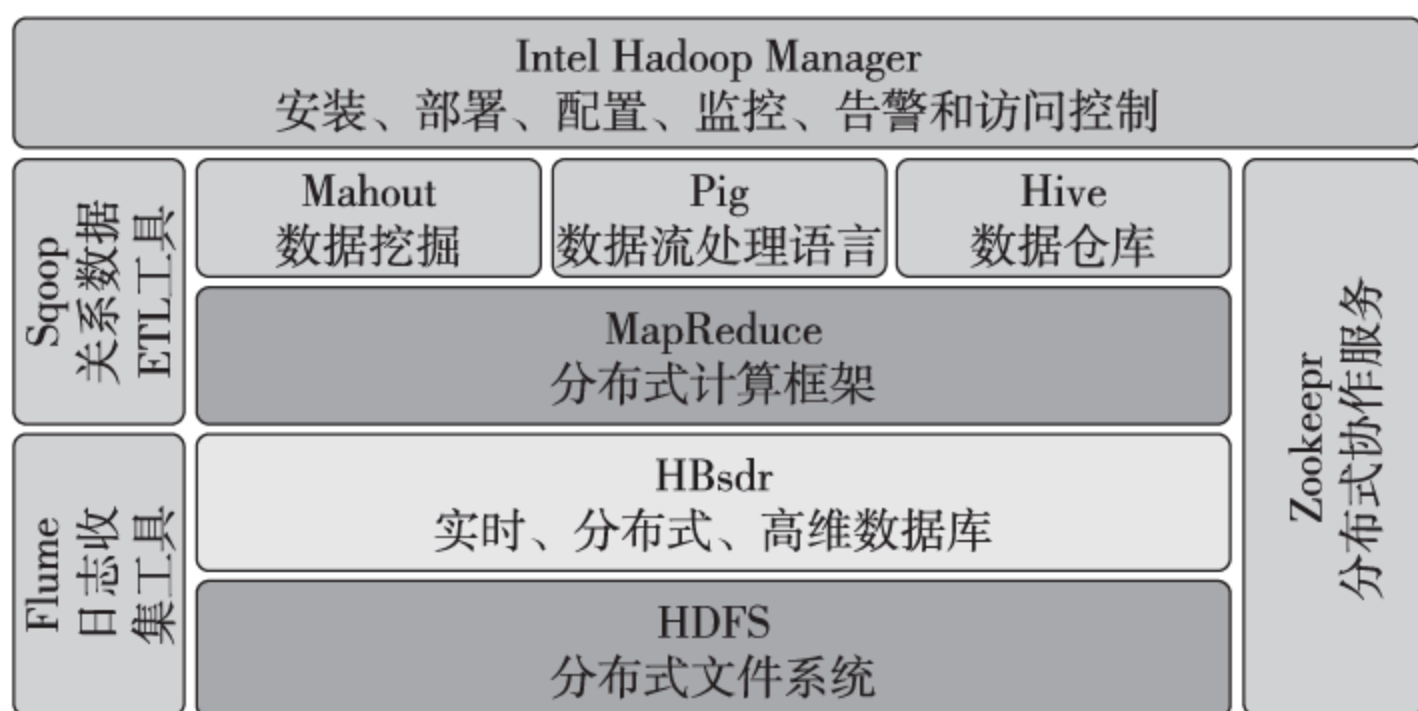 Intel Hadoop Manager
安装、部署、配置、监控、告警和访问控制
Sqoop
关系数据
ETL工具
Mahout
数据挖掘
Pig
数据流处理语言
Hive
数据仓库
MapReduce
分布式计算框架
Zookeepr
分布式协作服务
Flume
日志收
集工具
HBsdr
实时、分布式、高维数据库
HDFS
分布式文件系统